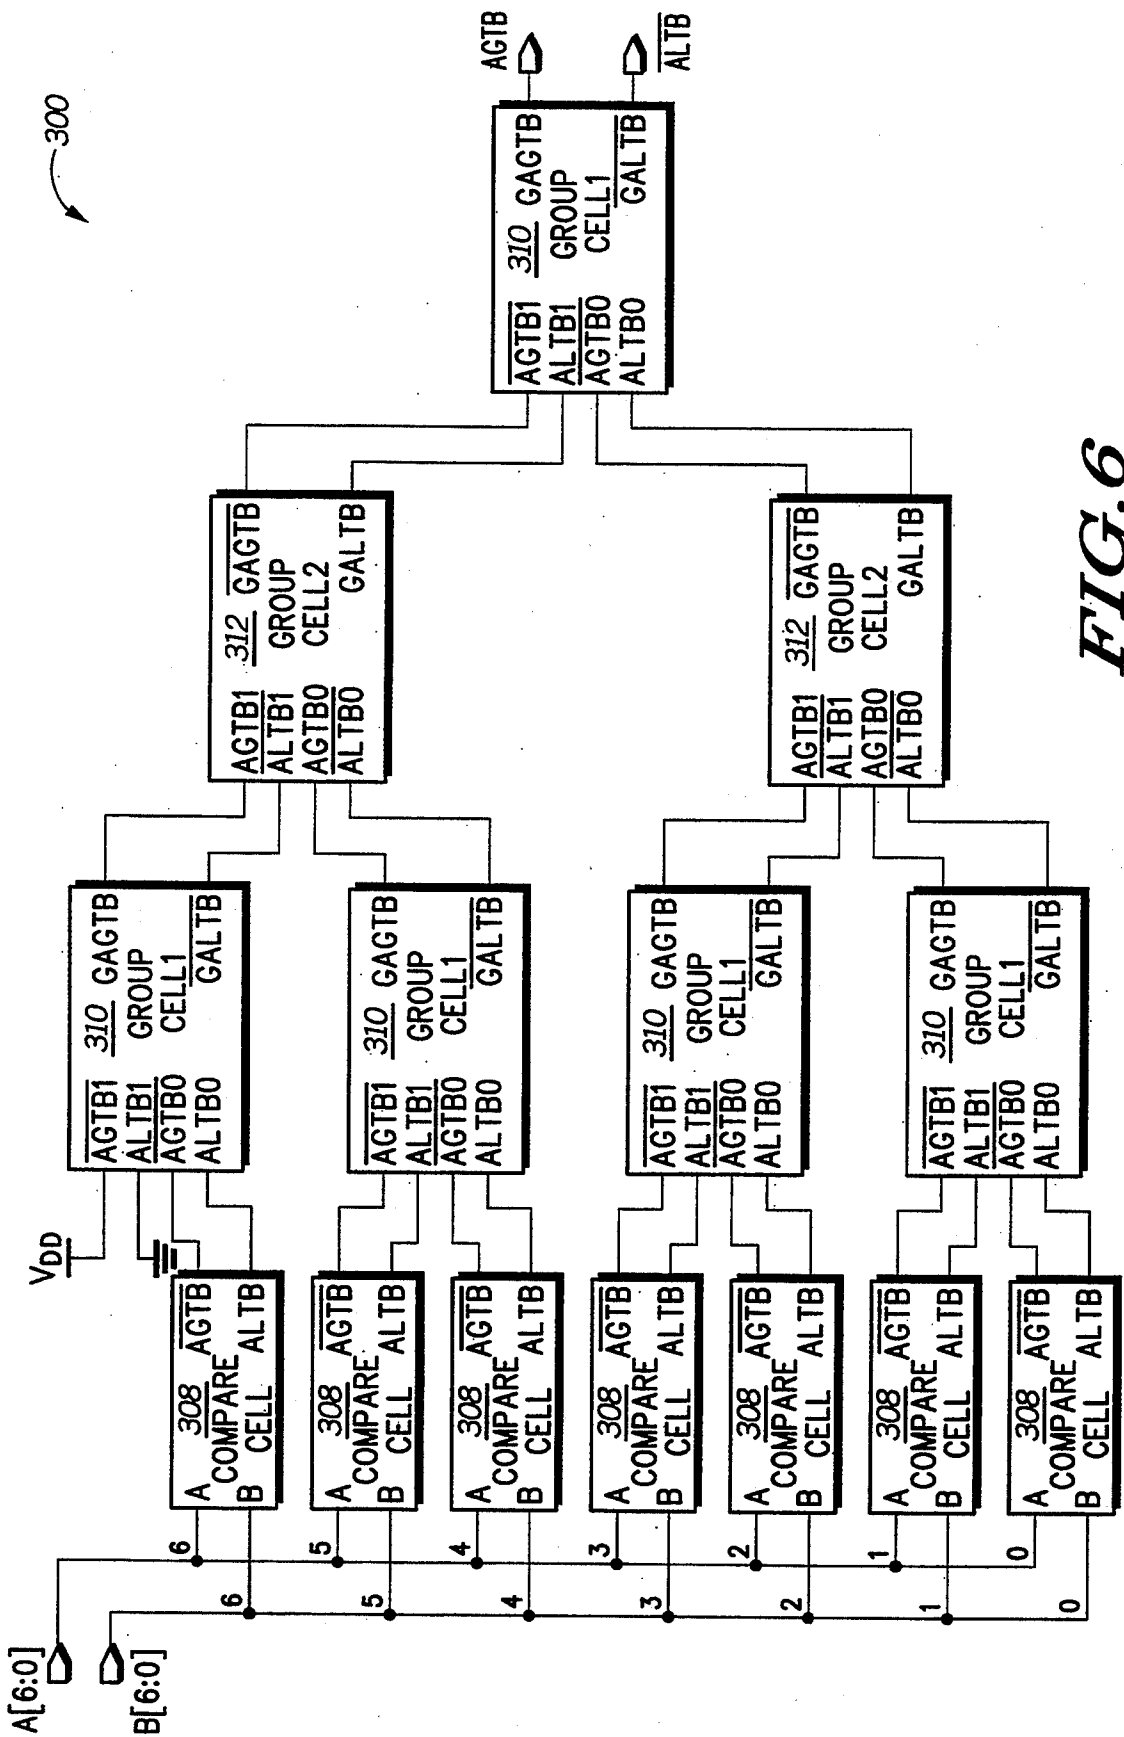 300
A[6:0]
B[6:0]
6
6
5
5
4
4
3
3
2
2
1
1
0
0
VDD
308
A AGTB
COMPARE
B ALTB
CELL
308
A AGTB
COMPARE
B ALTB
CELL
308
A AGTB
COMPARE
B ALTB
CELL
308
A AGTB
COMPARE
B ALTB
CELL
308
A AGTB
COMPARE
B ALTB
CELL
308
A AGTB
COMPARE
B ALTB
CELL
308
A AGTB
COMPARE
B ALTB
CELL
AGTB1 310 GAGTB
ALTB1 GROUP
AGTB0 CELL1
ALTB0 GALTB
AGTB1 310 GAGTB
ALTB1 GROUP
AGTB0 CELL1
ALTB0 GALTB
AGTB1 310 GAGTB
ALTB1 GROUP
AGTB0 CELL1
ALTB0 GALTB
AGTB1 310 GAGTB
ALTB1 GROUP
AGTB0 CELL1
ALTB0 GALTB
AGTB1 312 GAGTB
ALTB1 GROUP
AGTB0 CELL2
ALTB0 GALTB
AGTB1 312 GAGTB
ALTB1 GROUP
AGTB0 CELL2
ALTB0 GALTB
AGTB1 310 GAGTB
ALTB1 GROUP
AGTB0 CELL1
ALTB0 GALTB
AGTB
ALTB
FIG.6